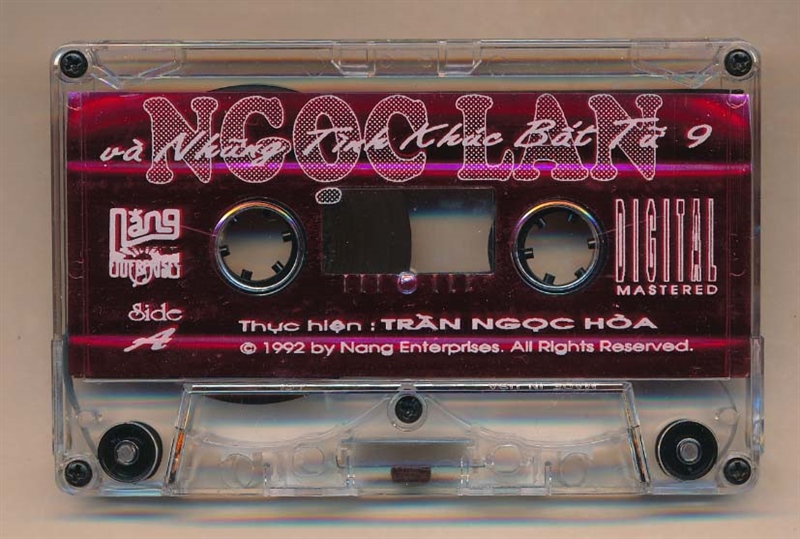 NGỌC LAN
và Những Tình Khúc Bất Tử 9
Nắng
DIGITAL
MASTERED
Side
A
Thực hiện : TRẦN NGỌC HÒA
© 1992 by Nang Enterprises. All Rights Reserved.